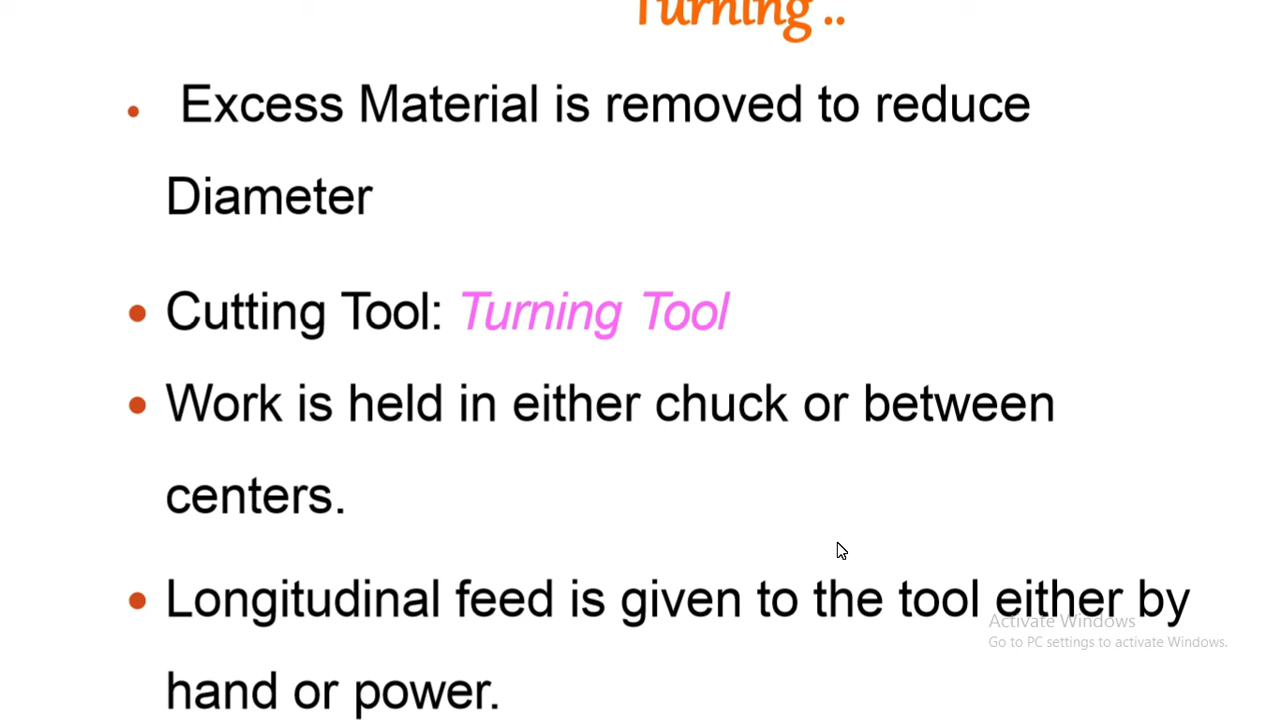 Turning ..
• Excess Material is removed to reduce
Diameter
• Cutting Tool: Turning Tool
• Work is held in either chuck or between
centers.
• Longitudinal feed is given to the tool either by
Activate Windows
Go to PC settings to activate Windows.
hand or power.